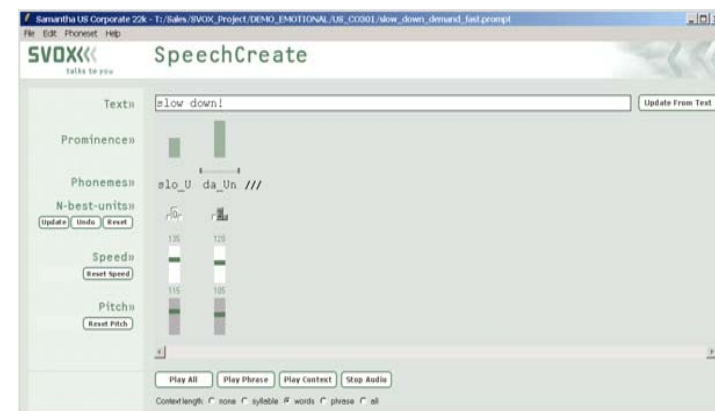 Samantha US Corporate 22k - T:/Sales/SVOX_Project/DEMO_EMOTIONAL/US_CO301/slow_down_demand_fast.prompt
File Edit Phoneset Help
SVOX
talks to you
SpeechCreate
Text» slow down! Update From Text
Prominence»
Phonemes» slo_U da_Un ///
N-best-units»
Update Undo Reset
135 120
Speed»
Reset Speed
115 105
Pitch»
Reset Pitch
Play All Play Phrase Play Context Stop Audio
Context length: none syllable words phrase all